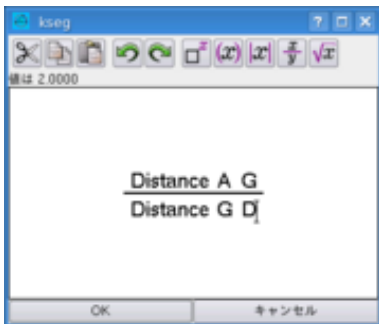 kseg
(x) |x| x/y √x
値は 2.0000
Distance A G
Distance G D
OK キャンセル